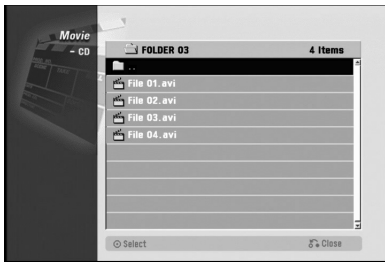 Movie
- CD
FOLDER 03 4 Items
..
File 01.avi
File 02.avi
File 03.avi
File 04.avi
Select Close